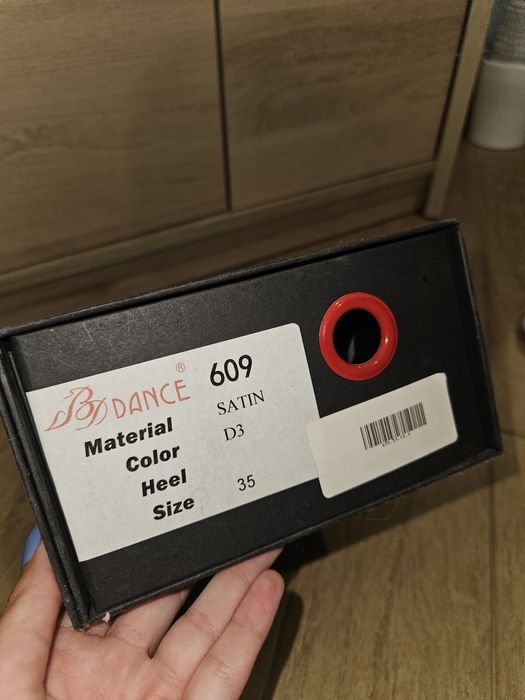 BD DANCE ® 609
Material SATIN
Color D3
Heel
Size 35